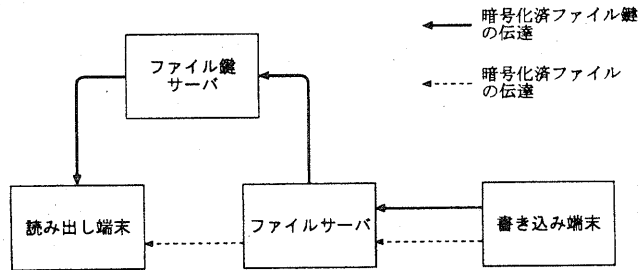 暗号化済ファイル鍵
の伝達
ファイル鍵
サーバ
暗号化済ファイル
の伝達
読み出し端末
ファイルサーバ
書き込み端末